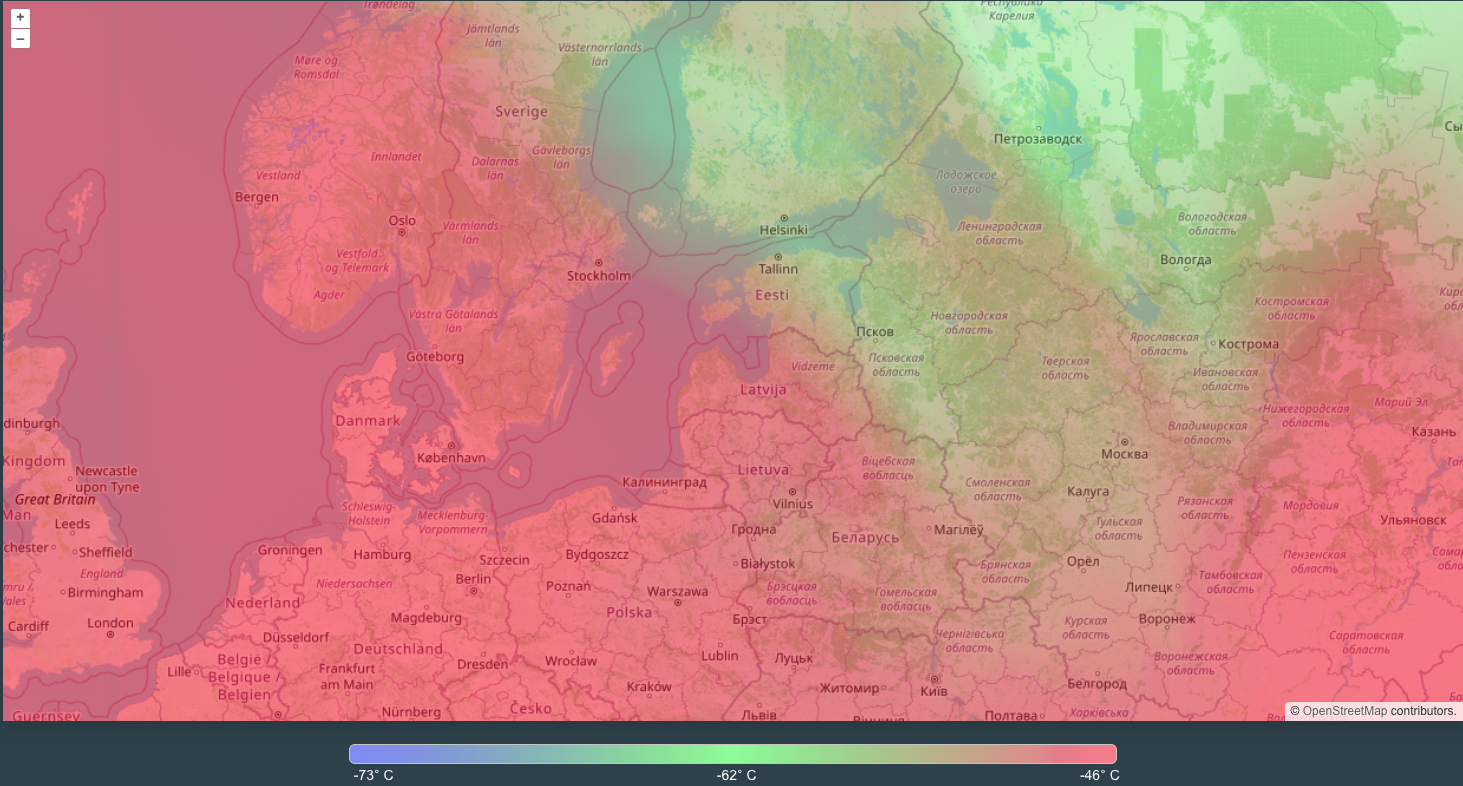 +
−
Trøndelag
Jämtlands
län
Västernorrlands
län
Республика
Карелия
Møre og
Romsdal
Sverige
Сы
Петрозаводск
Innlandet
Dalarnas
län
Gävleborgs
län
Vestland
Ладожское
озеро
Bergen
Oslo
Värmlands
län
Helsinki
Ленинградская
область
Вологодская
область
Vestfold
og Telemark
Stockholm
Tallinn
Вологда
Agder
Eesti
Костромская
область
Västra Götalands
län
Новгородская
область
Псков
Göteborg
Псковская
область
Ярославская
область
Кострома
Vidzeme
Тверская
область
Ивановская
область
Latvija
Danmark
Нижегородская
область
Марий Эл
dinburgh
Владимирская
область
Казань
København
Москва
Kingdom
Newcastle
upon Tyne
Lietuva
Віцебская
вобласць
Калининград
Смоленская
область
Калуга
Great Britain
Man
Vilnius
Рязанская
область
Мордовия
Schleswig-
Holstein
Mecklenburg-
Vorpommern
Gdańsk
Leeds
Гродна
Беларусь
Магілёў
Тульская
область
Ульяновск
chester
Sheffield
Groningen
Hamburg
Szczecin
Bydgoszcz
Białystok
Орёл
Пензенская
область
England
Брянская
область
Birmingham
Niedersachsen
Berlin
Poznań
Warszawa
Брэсцкая
вобласць
Гомельская
вобласць
Липецк
Тамбовская
область
Nederland
Polska
Cardiff
London
Magdeburg
Брэст
Воронеж
Düsseldorf
Курская
область
Чернігівська
область
Саратовская
область
Deutschland
België /
Belgique /
Belgien
Lille
Frankfurt
am Main
Dresden
Wrocław
Lublin
Луцьк
Воронежская
область
Kraków
Житомир
Київ
Белгород
Nürnberg
Česko
Львів
Вінниця
Полтава
Харківська
Guernsey
© OpenStreetMap contributors.
-73° C
-62° C
-46° C